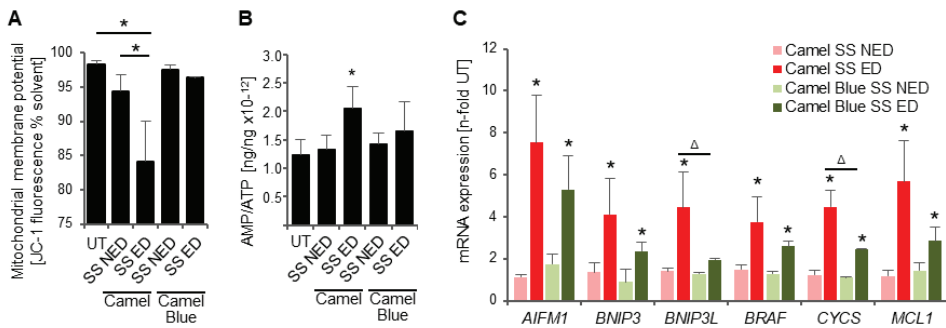 A
Mitochondrial membrane potential
[JC-1 fluorescence % solvent]
100
95
90
85
80
75
*
*
UT
SS NED
SS ED
SS NED
SS ED
Camel
Camel
Blue
B
AMP/ATP [ng/ng x10-12]
3.0
2.5
2.0
1.5
1.0
0.0
*
UT
SS NED
SS ED
SS NED
SS ED
Camel
Camel
Blue
C
mRNA expression [n-fold UT]
12
10
8
6
4
2
0
Camel SS NED
Camel SS ED
Camel Blue SS NED
Camel Blue SS ED
* * * * * Δ * * * * Δ * * *
AIFM1 BNIP3 BNIP3L BRAF CYCS MCL1